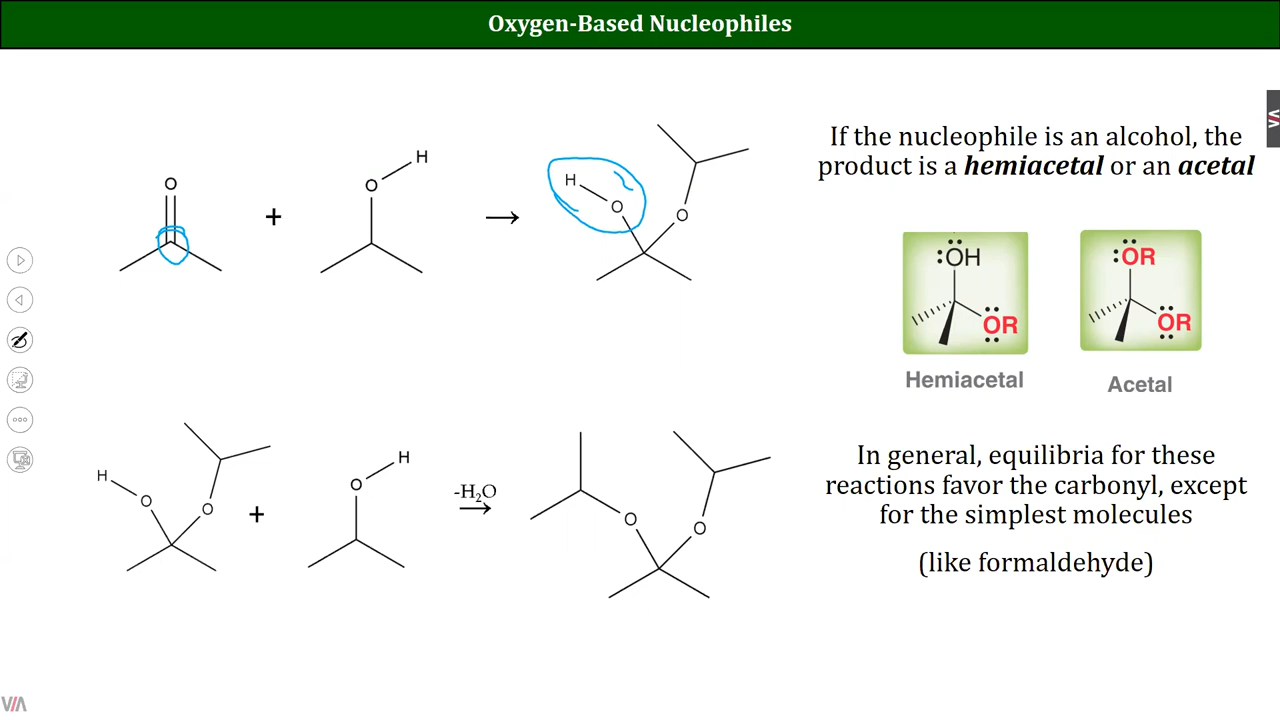 Oxygen-Based Nucleophiles
O
+
O
H
→
H
O
O
If the nucleophile is an alcohol, the
product is a hemiacetal or an acetal
:OH
OR
Hemiacetal
:OR
OR
Acetal
H
O
O
+
O
H
-H₂O
→
O
O
In general, equilibria for these
reactions favor the carbonyl, except
for the simplest molecules
(like formaldehyde)
VIA
VIA